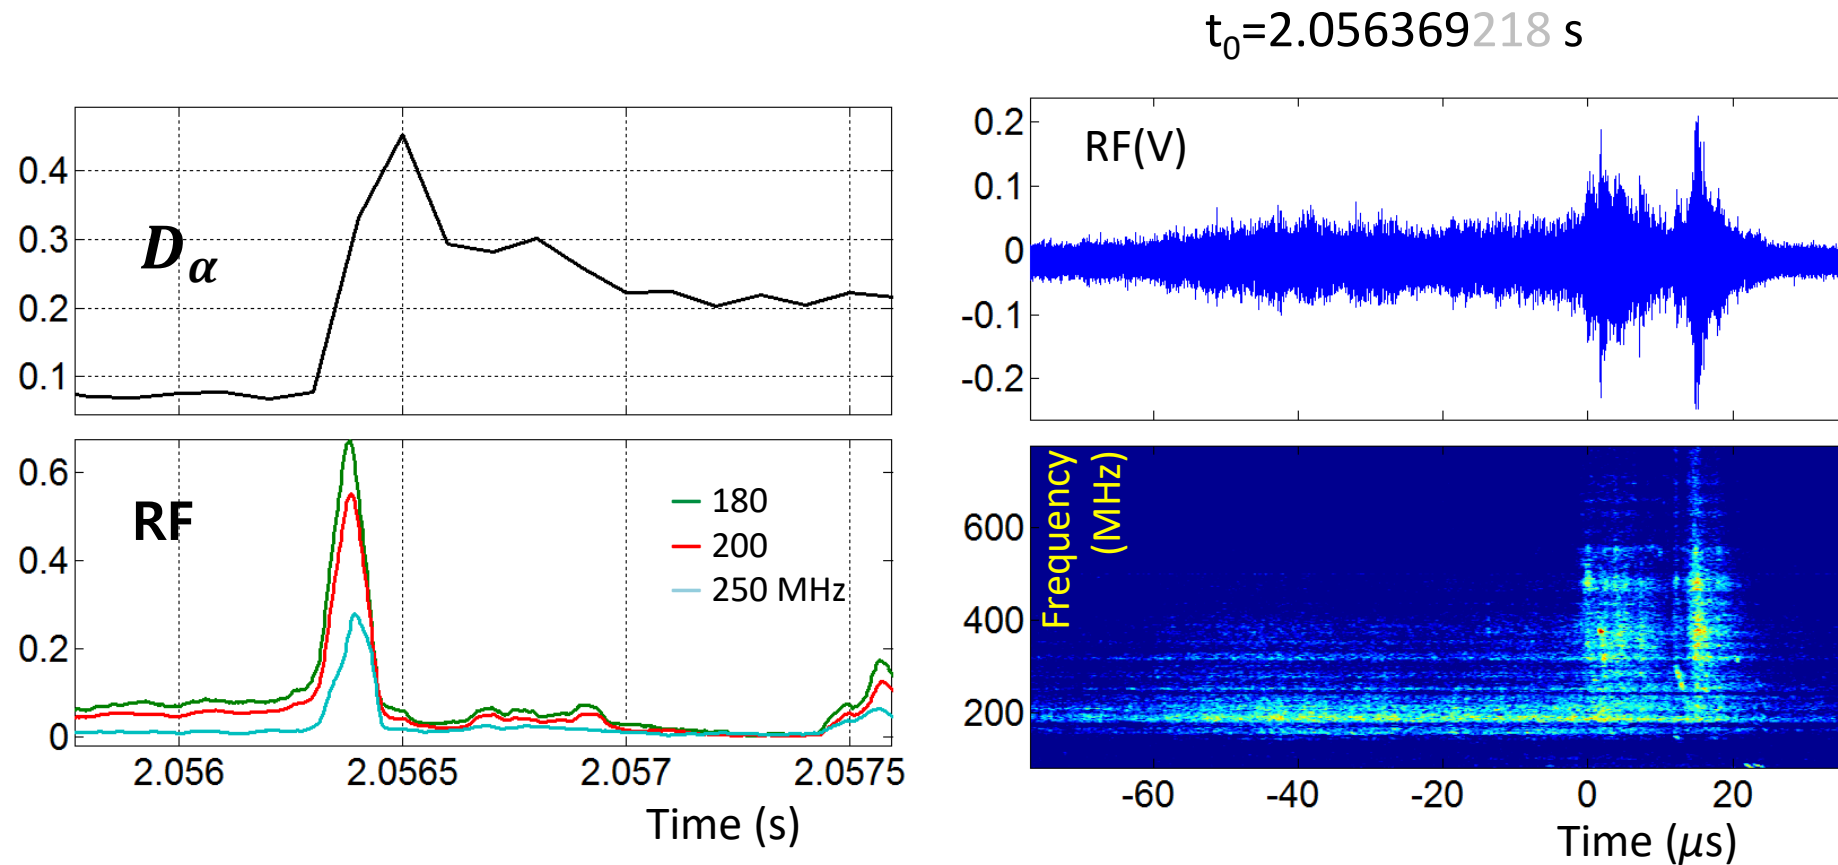 t₀=2.056369218 s
0.4
0.3
0.2
0.1
Dα
0.6
0.4
0.2
0
RF
180
200
250 MHz
2.056 2.0565 2.057 2.0575
Time (s)
0.2
0.1
0
-0.1
-0.2
RF(V)
Frequency
(MHz)
600
400
200
-60 -40 -20 0 20
Time (μs)